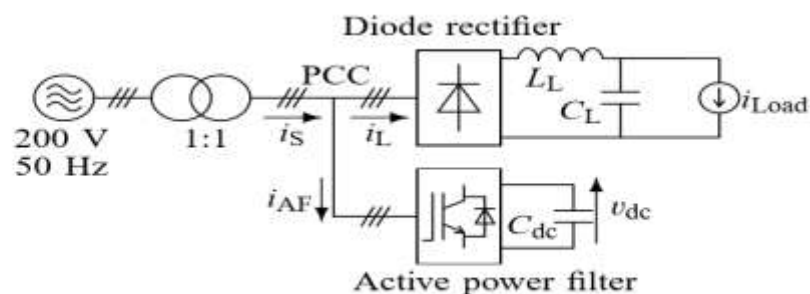 Diode rectifier
PCC
L_L
C_L
i_Load
200 V
50 Hz
1:1
i_S
i_L
i_AF
C_dc
v_dc
Active power filter